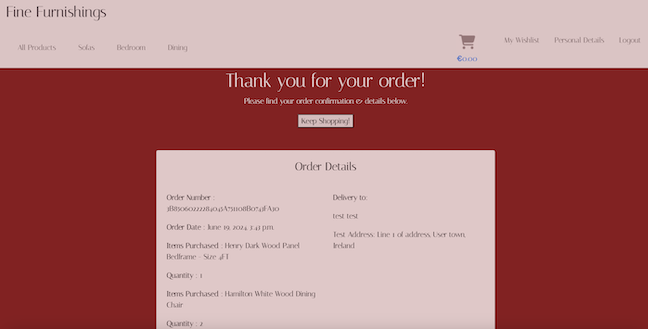 Fine Furnishings
All Products Sofas Bedroom Dining
My Wishlist Personal Details Logout
€0.00
Thank you for your order!
Please find your order confirmation & details below.
Keep Shopping!
Order Details
Order Number :
Order Date : June 19, 2024, 1:43 pm
Items Purchased : Henry Dark Wood Panel
Bedframe - Size 4FT
Quantity : 1
Items Purchased : Hamilton White Wood Dining
Chair
Quantity : 2
Delivery to:
test test
Test Address: Line 1 of address, User town,
Ireland